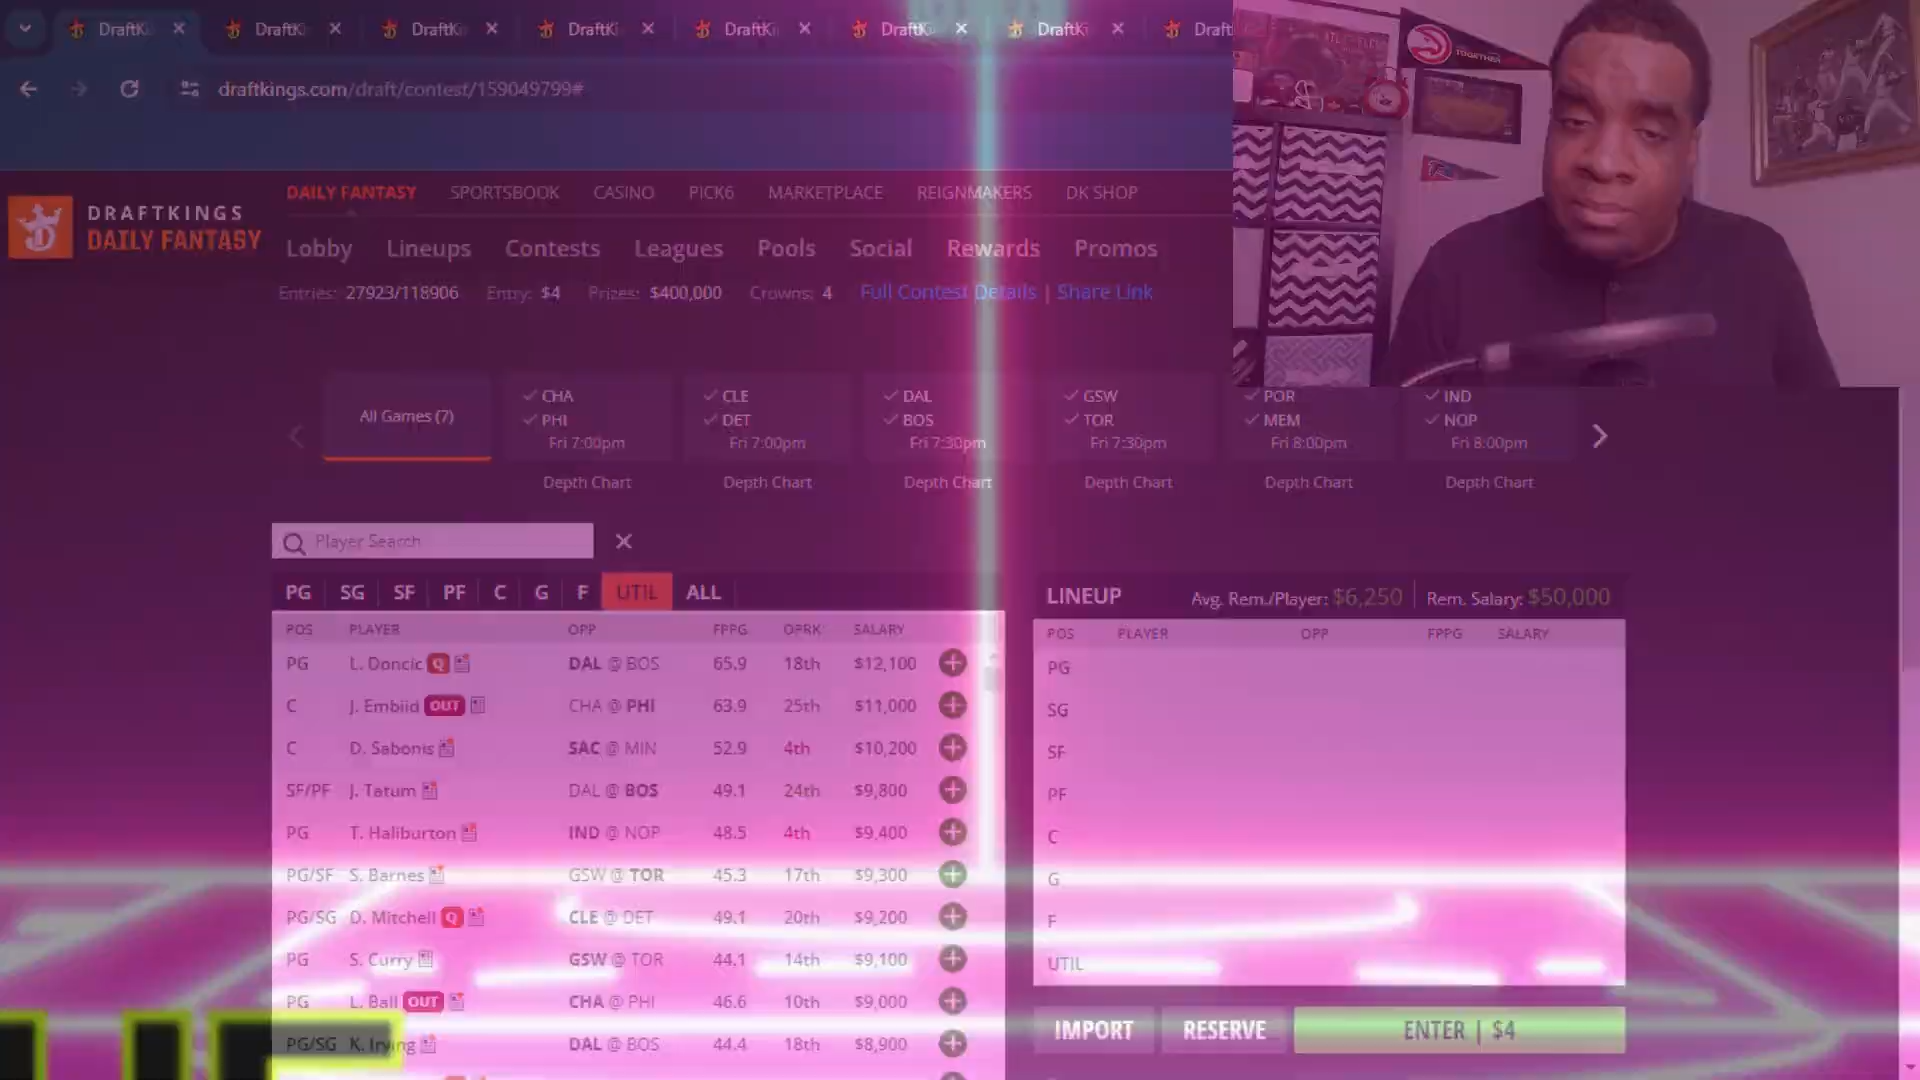 DraftKi DraftKi DraftKi DraftKi DraftKi DraftKi DraftKi Draft
draftkings.com/draft/contest/159049799#
DRAFTKINGS
DAILY FANTASY
DAILY FANTASY SPORTSBOOK CASINO PICK6 MARKETPLACE REIGNMAKERS DK SHOP
Lobby Lineups Contests Leagues Pools Social Rewards Promos
Entries: 27923/118906 Entry: $4 Prizes: $400,000 Crowns: 4 Full Contest Details | Share Link
TOGETHER
All Games (7)
CHA CLE DAL GSW POR IND
PHI DET BOS TOR MEM NOP
Fri 7:00pm Fri 7:00pm Fri 7:30pm Fri 7:30pm Fri 8:00pm Fri 8:00pm
Depth Chart Depth Chart Depth Chart Depth Chart Depth Chart Depth Chart
Player Search
PG SG SF PF C G F UTIL ALL
POS PLAYER OPP FPPG OPRK SALARY
PG L. Doncic Q DAL @ BOS 65.9 18th $12,100
C J. Embiid OUT CHA @ PHI 63.9 25th $11,000
C D. Sabonis SAC @ MIN 52.9 4th $10,200
SF/PF J. Tatum DAL @ BOS 49.1 24th $9,800
PG T. Haliburton IND @ NOP 48.5 4th $9,400
PG/SF S. Barnes GSW @ TOR 45.3 17th $9,300
PG/SG D. Mitchell Q CLE @ DET 49.1 20th $9,200
PG S. Curry GSW @ TOR 44.1 14th $9,100
PG L. Ball OUT CHA @ PHI 46.6 10th $9,000
PG/SG K. Irving DAL @ BOS 44.4 18th $8,900
LINEUP Avg. Rem./Player: $6,250 Rem. Salary: $50,000
POS PLAYER OPP FPPG SALARY
PG
SG
SF
PF
C
G
F
UTIL
IMPORT RESERVE ENTER | $4